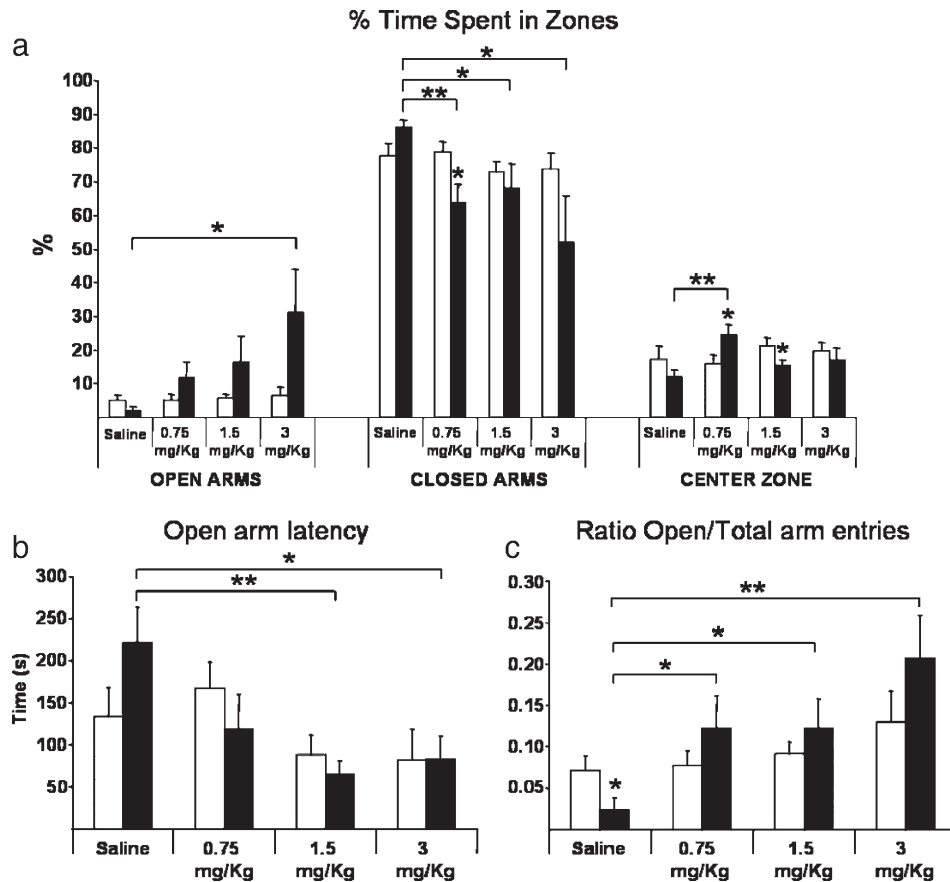 % Time Spent in Zones
a
*
*
**
*
*
**
*
*
%
100
90
80
70
60
50
40
30
20
10
Saline 0.75 mg/Kg 1.5 mg/Kg 3 mg/Kg
OPEN ARMS
Saline 0.75 mg/Kg 1.5 mg/Kg 3 mg/Kg
CLOSED ARMS
Saline 0.75 mg/Kg 1.5 mg/Kg 3 mg/Kg
CENTER ZONE
b
Open arm latency
*
**
Time (s)
300
250
200
150
100
50
Saline 0.75 mg/Kg 1.5 mg/Kg 3 mg/Kg
c
Ratio Open/Total arm entries
**
*
*
*
0.30
0.25
0.20
0.15
0.10
0.05
Saline 0.75 mg/Kg 1.5 mg/Kg 3 mg/Kg